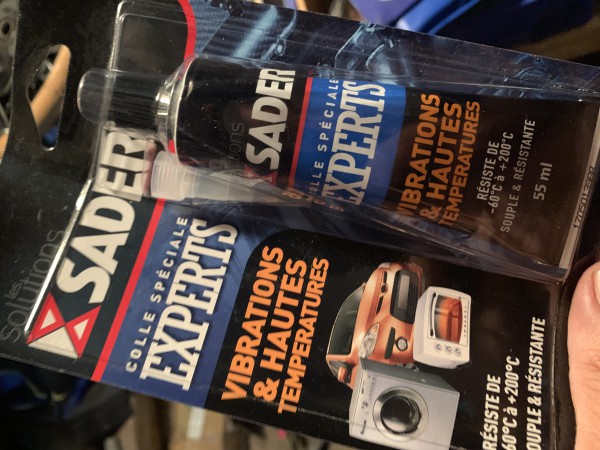 SADER
COLLE SPÉCIALE
EXPERTS
VIBRATIONS
& HAUTES
TEMPÉRATURES
RÉSISTE DE
-60°C à +200°C
SOUPLE & RÉSISTANTE
55 ml
les
Solutions
SADER
COLLE SPÉCIALE
EXPERTS
VIBRATIONS
& HAUTES
TEMPÉRATURES
RÉSISTE DE
60°C à +200°C
OUPLE & RÉSISTANTE